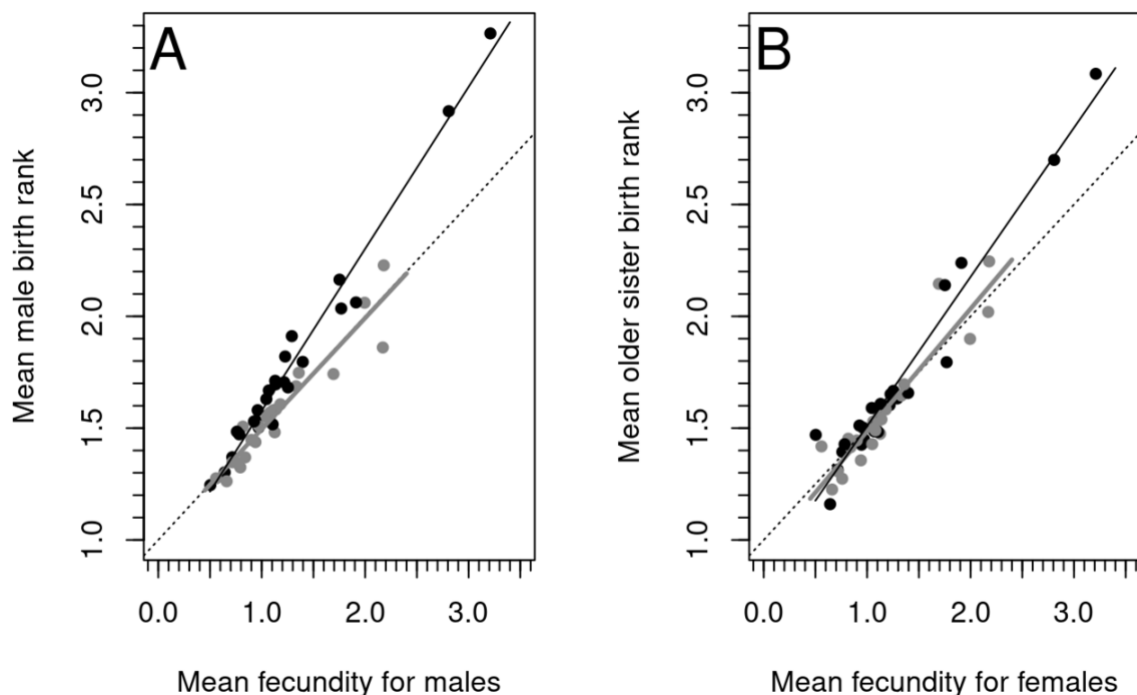 A
Mean male birth rank
3.0
2.5
2.0
1.5
1.0
0.0 1.0 2.0 3.0
Mean fecundity for males
B
Mean older sister birth rank
3.0
2.5
2.0
1.5
1.0
0.0 1.0 2.0 3.0
Mean fecundity for females